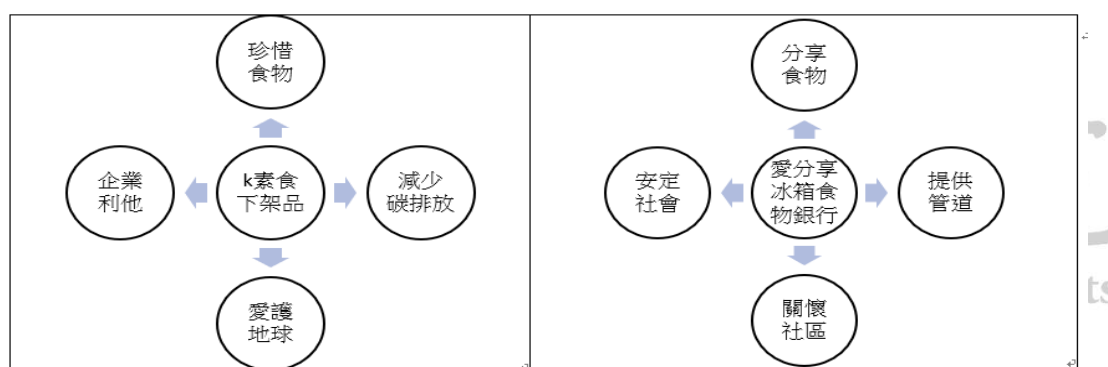 珍惜
食物
企業
利他
k素食
下架品
減少
碳排放
愛護
地球
分享
食物
安定
社會
愛分享
冰箱食
物銀行
提供
管道
關懷
社區
ts